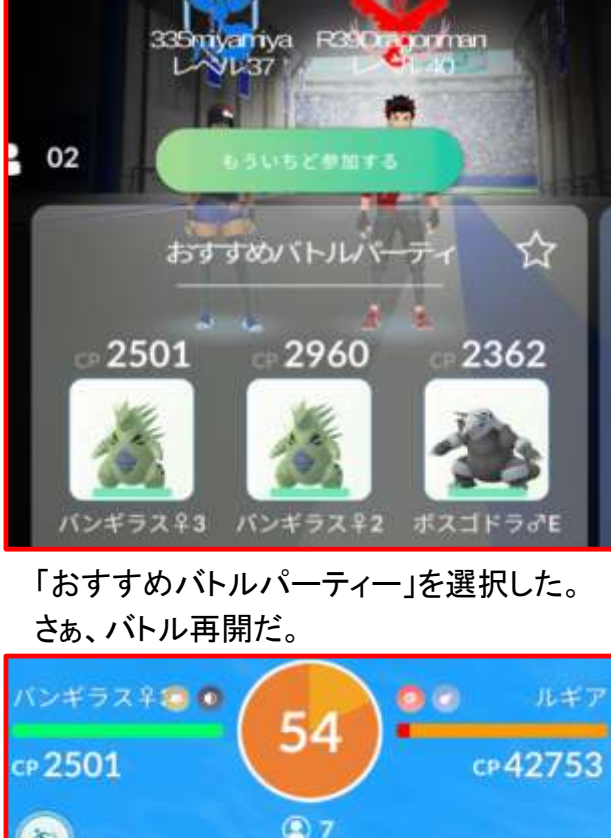 335miyamiya R39Dragonman
レベル37 レベル40
02
もういちど参加する
おすすめバトルパーティ
CP 2501 CP 2960 CP 2362
バンギラス♀3 バンギラス♀2 ボスゴドラ♂E
「おすすめバトルパーティー」を選択した。
さぁ、バトル再開だ。
バンギラス♀ 54 ルギア
CP 2501 CP 42753
7